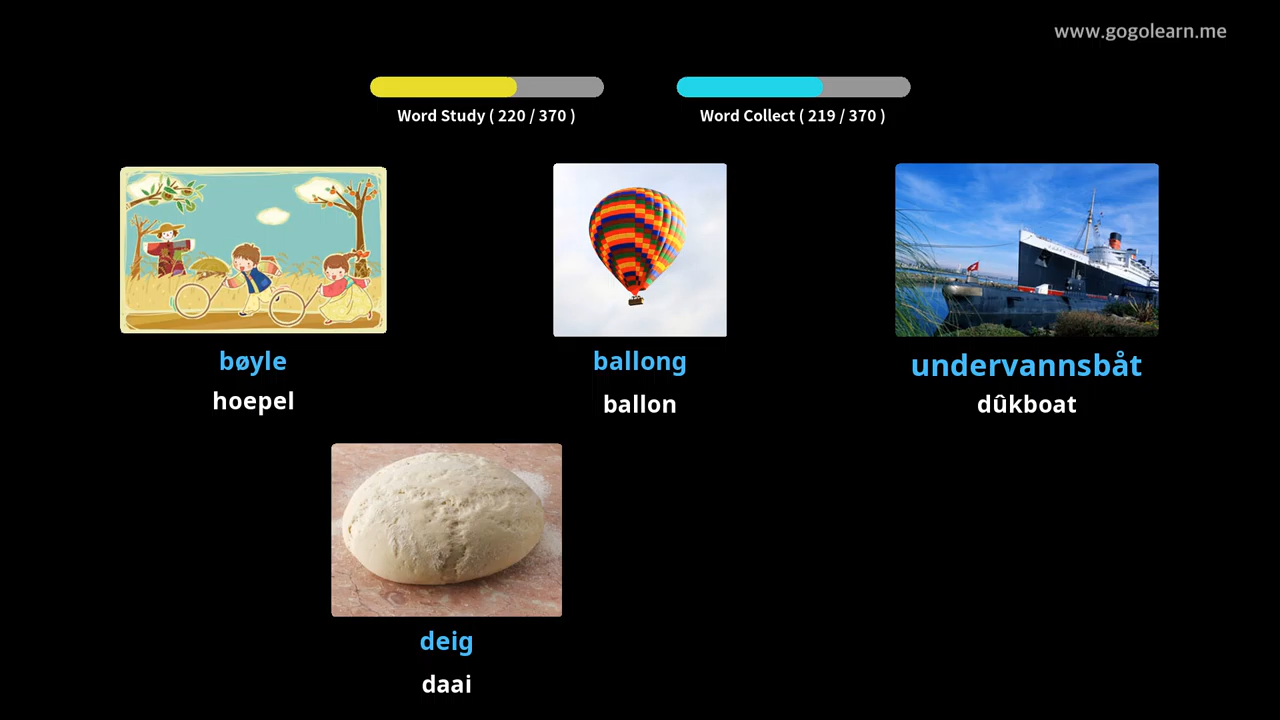 www.gogolearn.me
Word Study ( 220 / 370 )
Word Collect ( 219 / 370 )
bøyle
hoepel
ballong
ballon
undervannsbåt
dûkboat
deig
daai